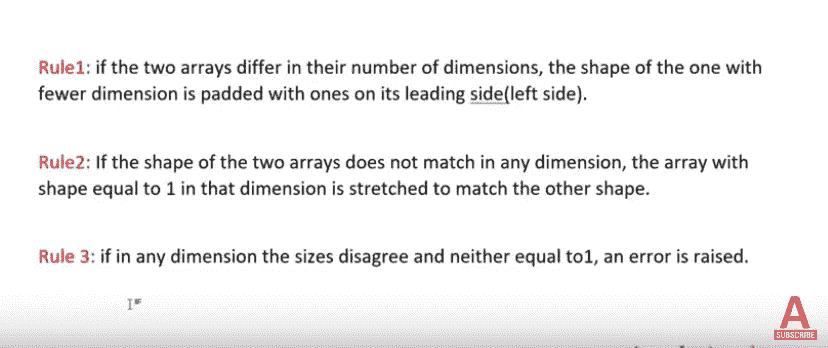 Rule1: if the two arrays differ in their number of dimensions, the shape of the one with
fewer dimension is padded with ones on its leading side(left side).
Rule2: If the shape of the two arrays does not match in any dimension, the array with
shape equal to 1 in that dimension is stretched to match the other shape.
Rule 3: if in any dimension the sizes disagree and neither equal to1, an error is raised.
A
SUBSCRIBE